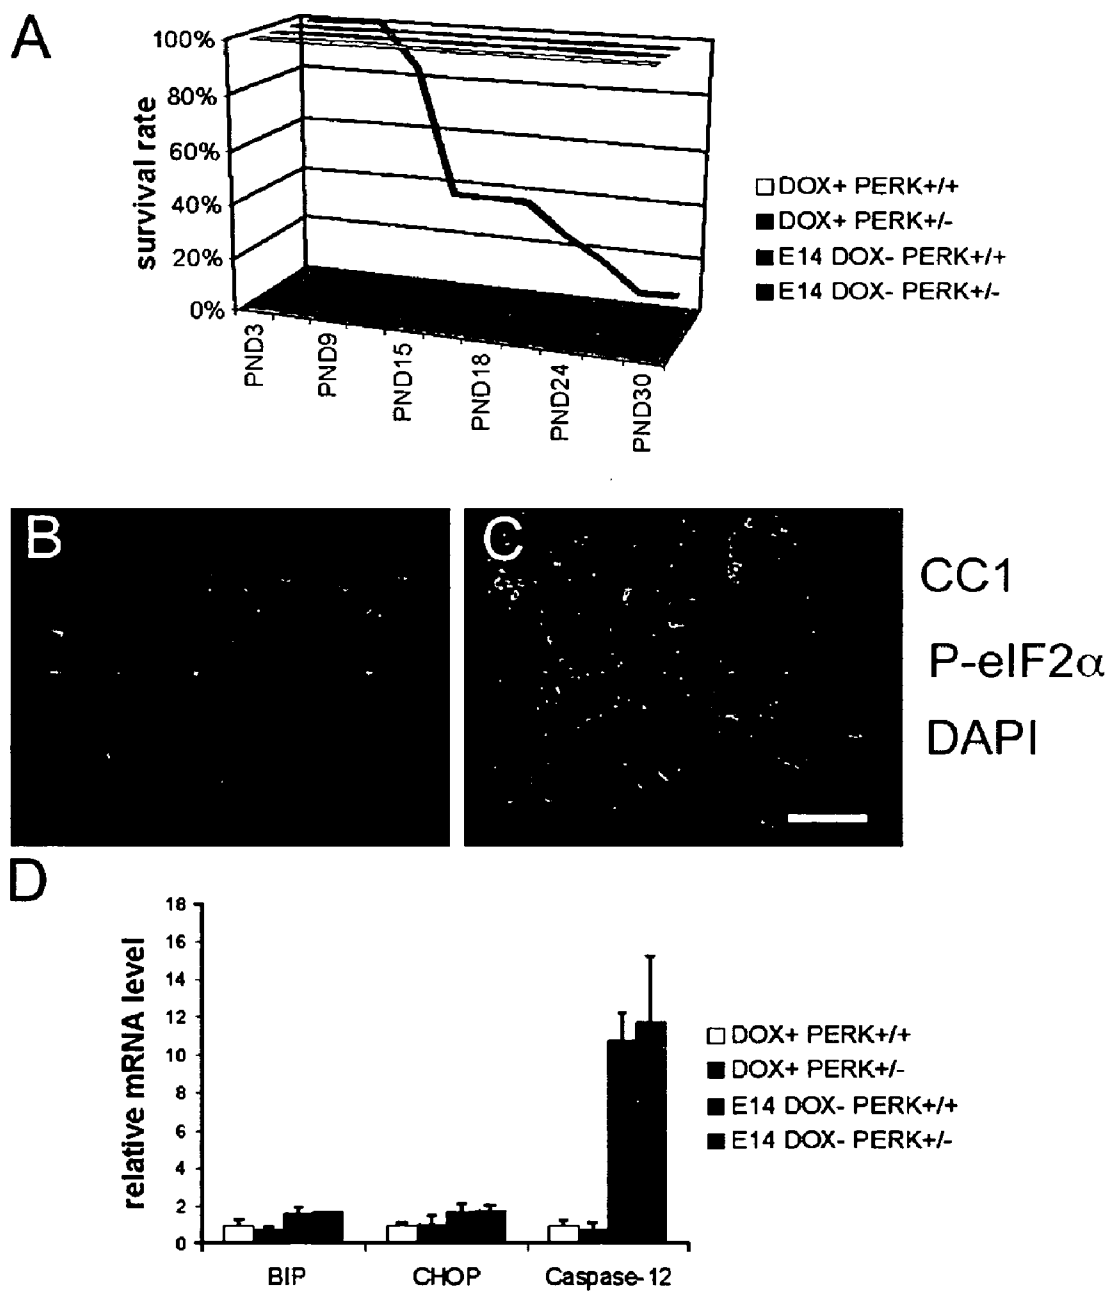 A
survival rate
100%
80%
60%
40%
20%
0%
PND3
PND9
PND15
PND18
PND24
PND30
DOX+ PERK+/+
DOX+ PERK+/-
E14 DOX- PERK+/+
E14 DOX- PERK+/-
B
C
CC1
P-eIF2α
DAPI
D
relative mRNA level
18
16
14
12
10
8
6
4
2
0
BIP
CHOP
Caspase-12
DOX+ PERK+/+
DOX+ PERK+/-
E14 DOX- PERK+/+
E14 DOX- PERK+/-